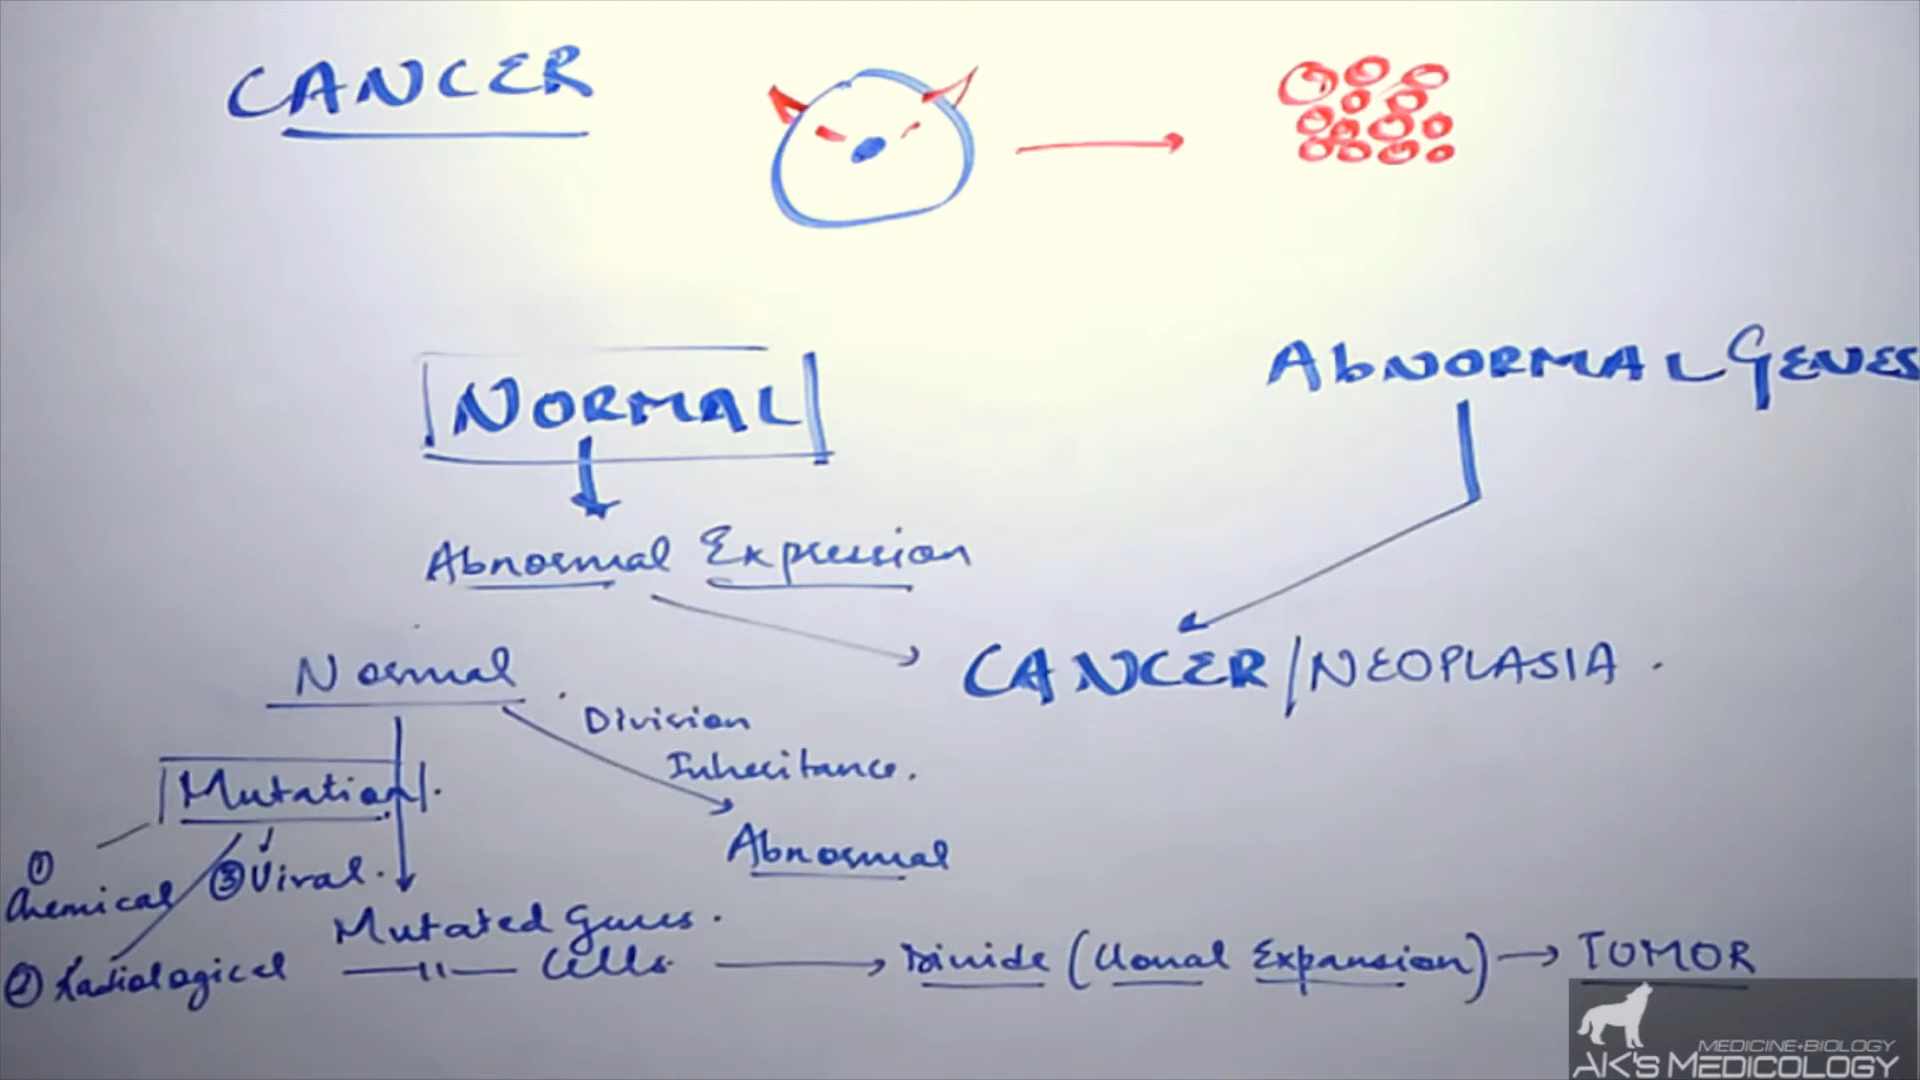 CANCER
NORMAL
ABNORMAL GENES
Abnormal Expression
CANCER/NEOPLASIA.
Normal
Division
Inheritance.
Mutation.
Abnormal
① Chemical
③ Viral.
Mutated Genes.
② Radiological
—||— Cells.
Divide (Clonal Expansion) → TUMOR
MEDICINE+BIOLOGY
AK'S MEDICOLOGY